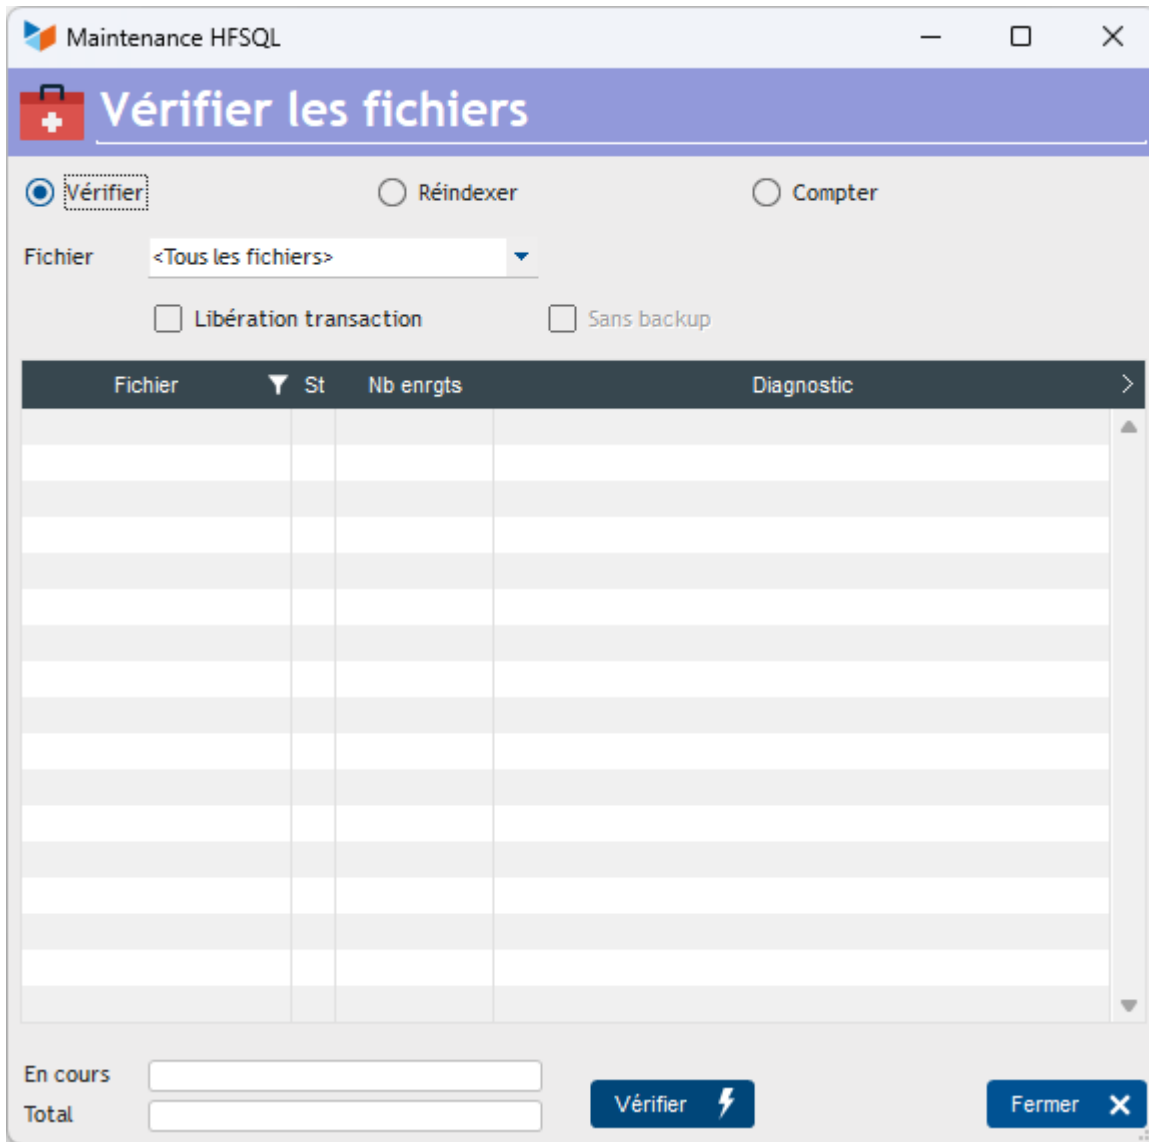 Maintenance HFSQL
Vérifier les fichiers
Vérifier Réindexer Compter
Fichier <Tous les fichiers>
Libération transaction Sans backup
Fichier St Nb enrgts Diagnostic
En cours
Total
Vérifier Fermer